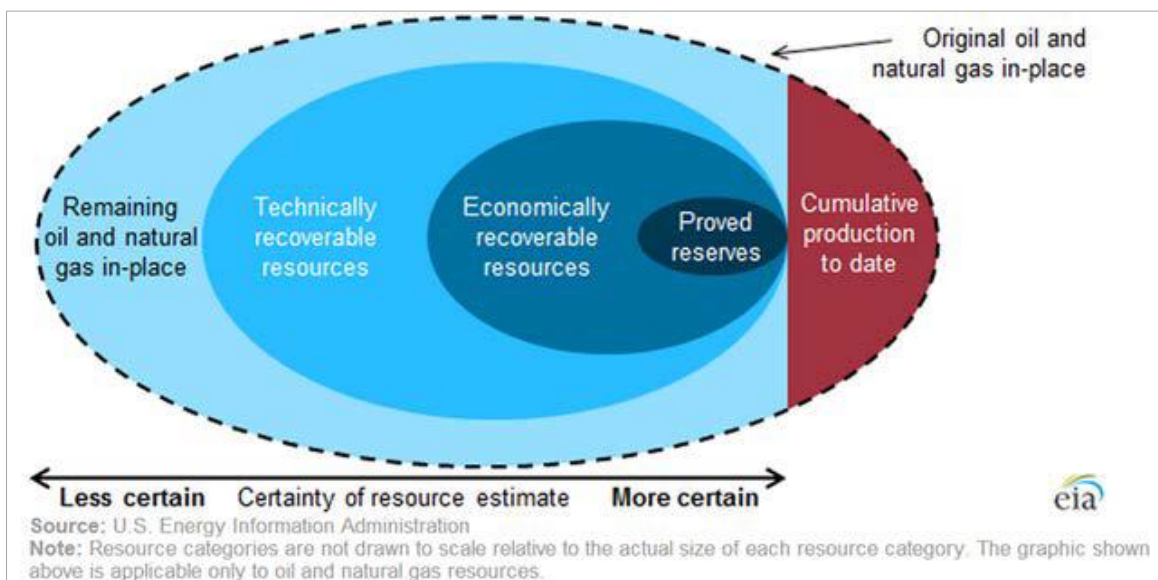 Original oil and
natural gas in-place
Remaining
oil and natural
gas in-place
Technically
recoverable
resources
Economically
recoverable
resources
Proved
reserves
Cumulative
production
to date
Less certain Certainty of resource estimate More certain
eia
Source: U.S. Energy Information Administration
Note: Resource categories are not drawn to scale relative to the actual size of each resource category. The graphic shown
above is applicable only to oil and natural gas resources.